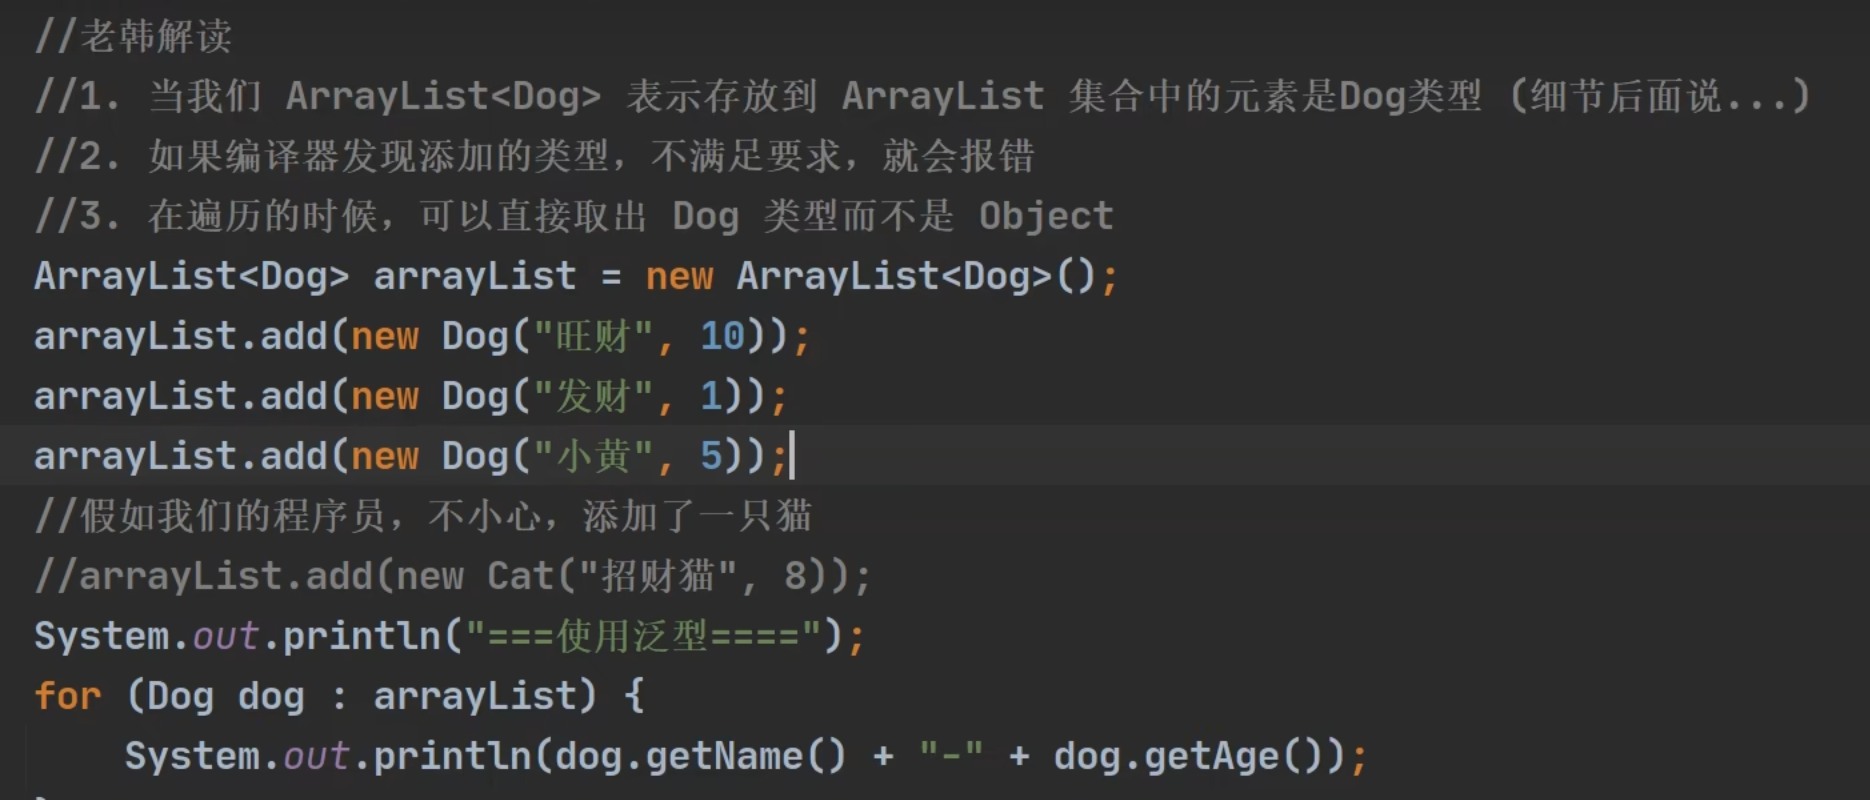 //老韩解读
//1. 当我们 ArrayList<Dog> 表示存放到 ArrayList 集合中的元素是Dog类型 (细节后面说...)
//2. 如果编译器发现添加的类型，不满足要求，就会报错
//3. 在遍历的时候，可以直接取出 Dog 类型而不是 Object
ArrayList<Dog> arrayList = new ArrayList<Dog>();
arrayList.add(new Dog("旺财", 10));
arrayList.add(new Dog("发财", 1));
arrayList.add(new Dog("小黄", 5));
//假如我们的程序员，不小心，添加了一只猫
//arrayList.add(new Cat("招财猫", 8));
System.out.println("===使用泛型====");
for (Dog dog : arrayList) {
    System.out.println(dog.getName() + "-" + dog.getAge());